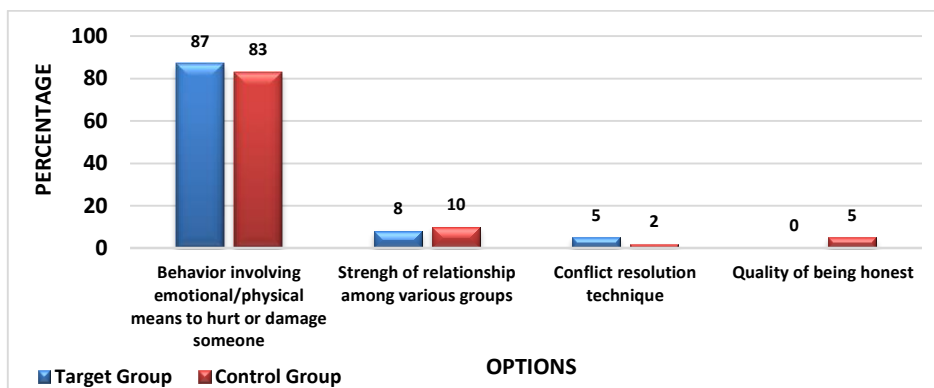 PERCENTAGE
100
80
60
40
20
0
87
83
8
10
5
2
0
5
Behavior involving
emotional/physical
means to hurt or damage
someone
Strengh of relationship
among various groups
Conflict resolution
technique
Quality of being honest
OPTIONS
Target Group
Control Group